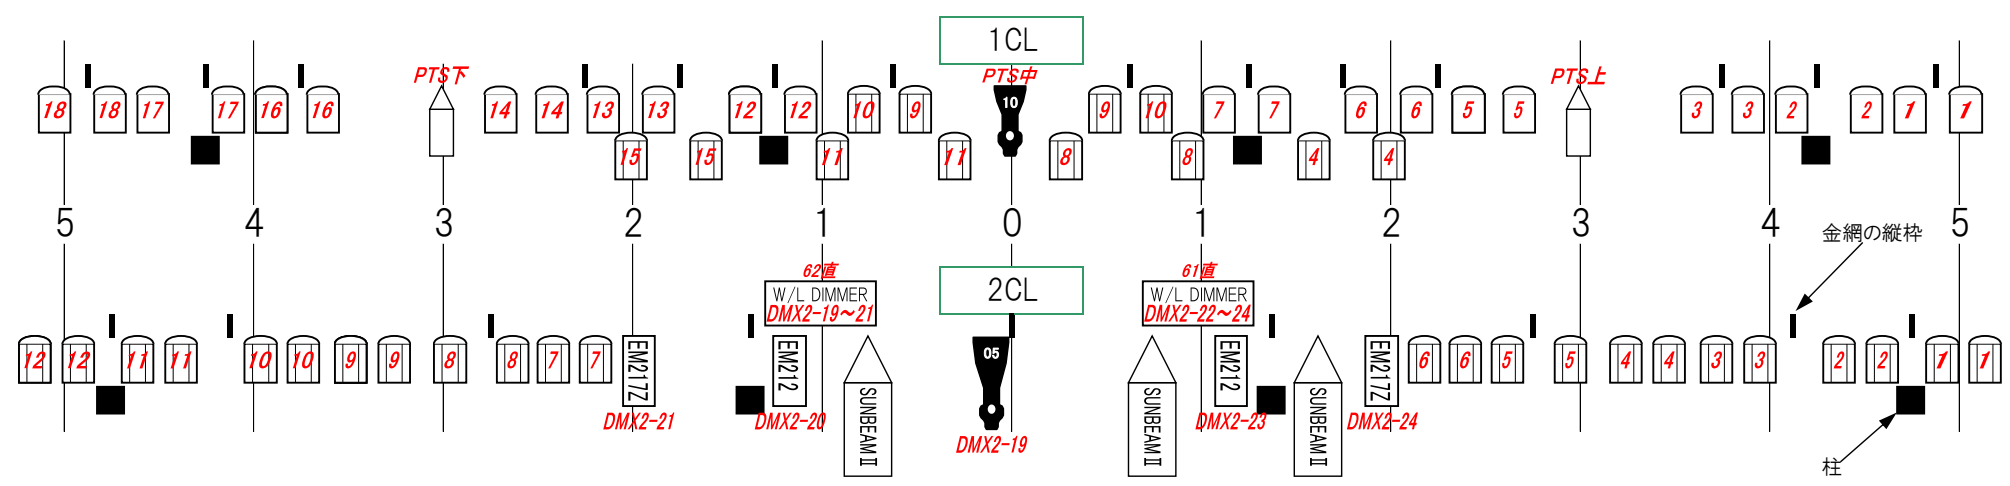 1CL
PTS下
PTS中
PTS上
18 18 17 17 16 16 14 14 13 13 12 12 10 9 10 9 10 7 7 6 6 5 5 3 3 2 2 1 1
15 15 11 11 8 8 4 4
5 4 3 2 1 0 1 2 3 4 5
金網の縦枠
62直
W/L DIMMER
DMX2-19～21
2CL
61直
W/L DIMMER
DMX2-22～24
12 12 11 11 10 10 9 9 8 8 7 7 EM217Z EM212 SUNBEAMⅡ 05 SUNBEAMⅡ EM212 SUNBEAMⅡ EM217Z 6 6 5 5 4 4 3 3 2 2 1 1
DMX2-21
DMX2-20
DMX2-19
DMX2-23
DMX2-24
柱